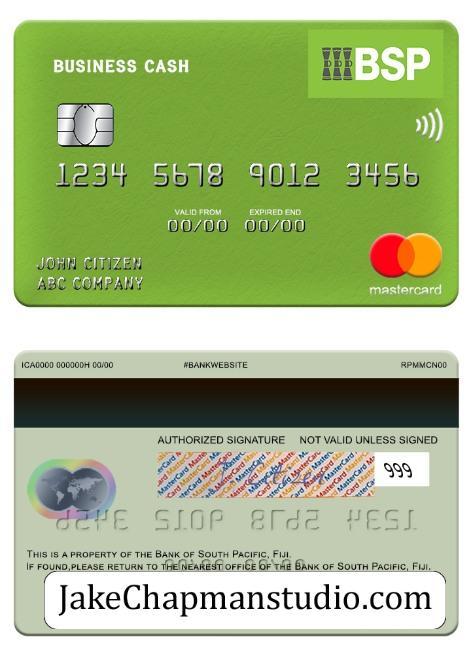 BUSINESS CASH
BSP
1234 5678 9012 3456
VALID FROM EXPIRED END
00/00 00/00
JOHN CITIZEN
ABC COMPANY
mastercard
ICA0000 000000H 00/00 #BANKWEBSITE RPMMCN00
AUTHORIZED SIGNATURE NOT VALID UNLESS SIGNED
MasterCard MasterCard MasterCard
999
THIS IS A PROPERTY OF THE BANK OF SOUTH PACIFIC, FIJI.
IF FOUND,PLEASE RETURN TO THE NEAREST OFFICE OF THE BANK OF SOUTH PACIFIC, FIJI.
JakeChapmanstudio.com